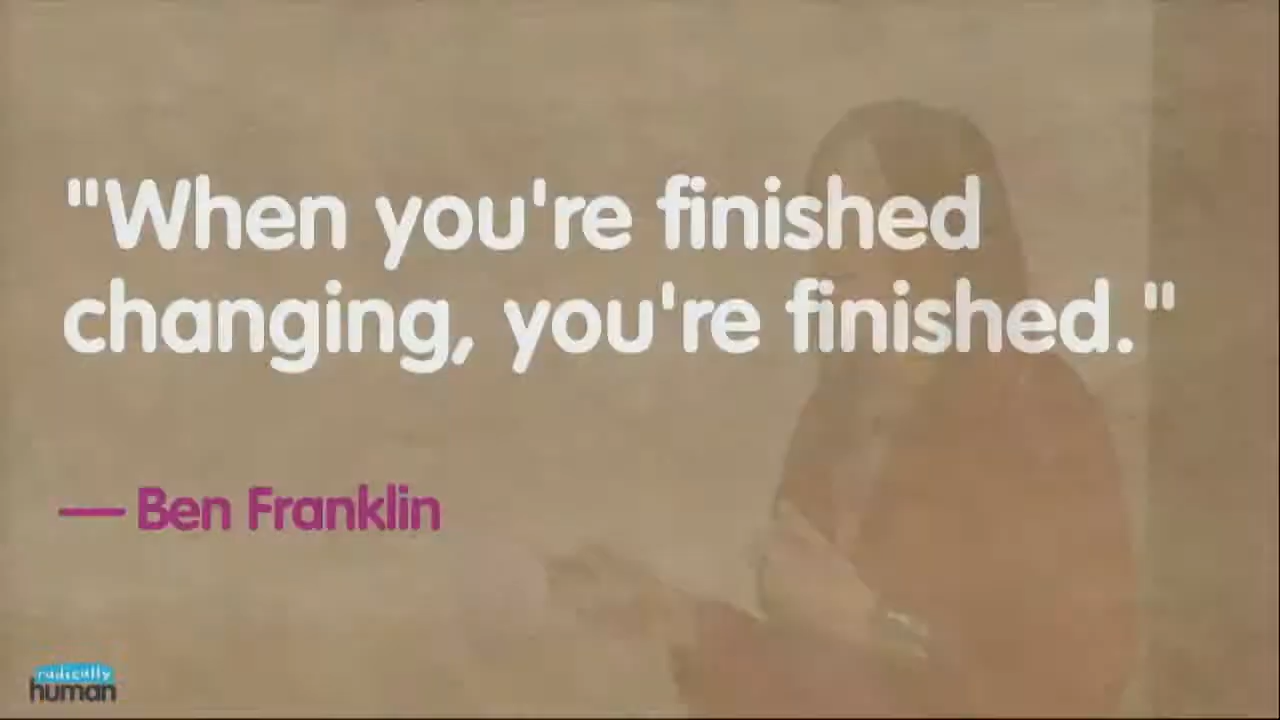 "When you're finished
changing, you're finished."
— Ben Franklin
radically
human